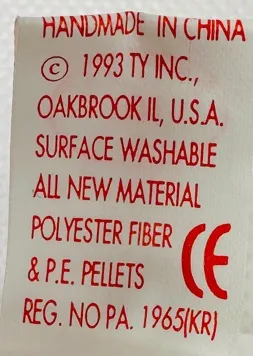 HANDMADE IN CHINA
© 1993 TY INC.,
OAKBROOK IL, U.S.A.
SURFACE WASHABLE
ALL NEW MATERIAL
POLYESTER FIBER
& P.E. PELLETS
CE
REG. NO PA. 1965(KR)